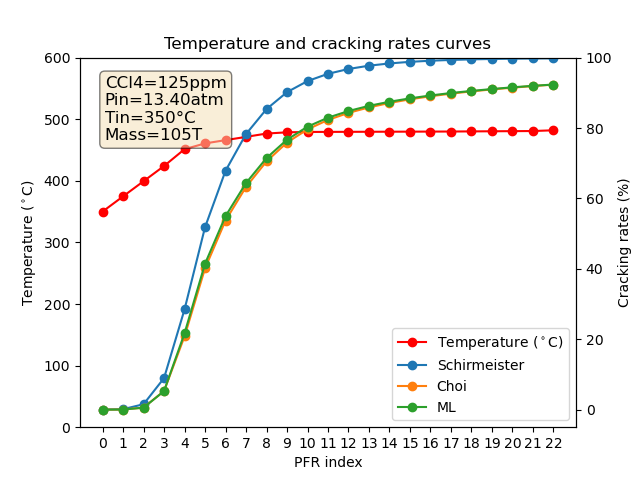 Temperature and cracking rates curves
600
500
400
300
200
100
0
Temperature (°C)
CCl4=125ppm
Pin=13.40atm
Tin=350°C
Mass=105T
100
80
60
40
20
0
Cracking rates (%)
Temperature (°C)
Schirmeister
Choi
ML
0 1 2 3 4 5 6 7 8 9 10 11 12 13 14 15 16 17 18 19 20 21 22
PFR index